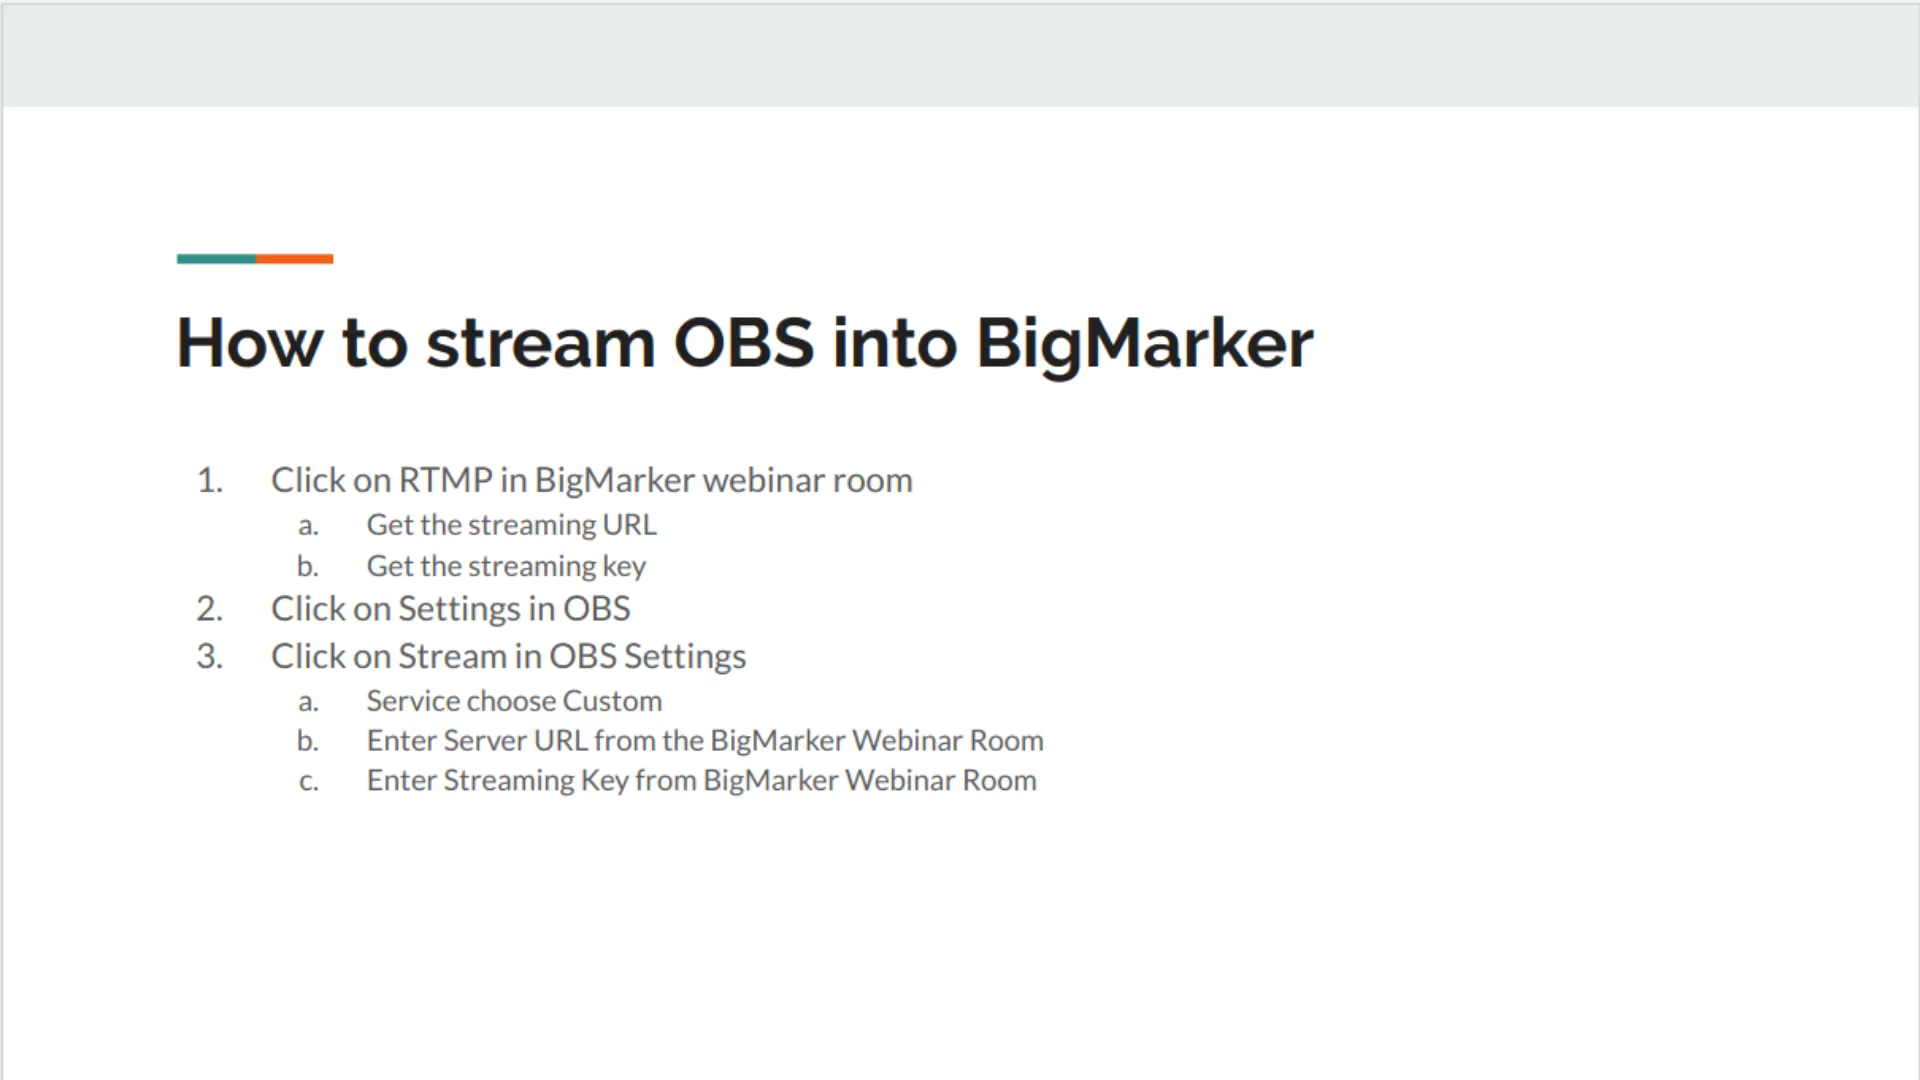 How to stream OBS into BigMarker
1. Click on RTMP in BigMarker webinar room
a. Get the streaming URL
b. Get the streaming key
2. Click on Settings in OBS
3. Click on Stream in OBS Settings
a. Service choose Custom
b. Enter Server URL from the BigMarker Webinar Room
c. Enter Streaming Key from BigMarker Webinar Room